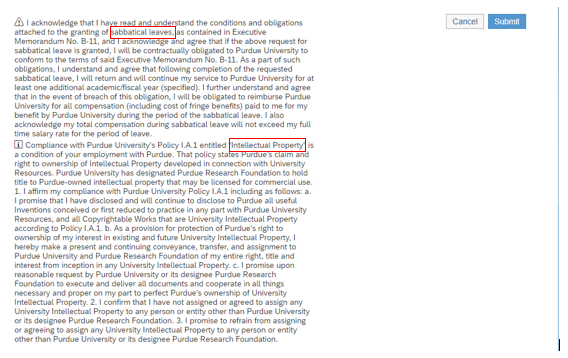 I acknowledge that I have read and understand the conditions and obligations
attached to the granting of sabbatical leaves, as contained in Executive
Memorandum No. B-11, and I acknowledge and agree that if the above request for
sabbatical leave is granted, I will be contractually obligated to Purdue University to
conform to the terms of said Executive Memorandum No. B-11. As a part of such
obligations, I understand and agree that following completion of the requested
sabbatical leave, I will return and will continue my service to Purdue University for at
least one additional academic/fiscal year (specified). I further understand and agree
that in the event of breach of this obligation, I will be obligated to reimburse Purdue
University for all compensation (including cost of fringe benefits) paid to me for my
benefit by Purdue University during the period of the sabbatical leave. I also
acknowledge my total compensation during sabbatical leave will not exceed my full
time salary rate for the period of leave.
Compliance with Purdue University's Policy I.A.1 entitled 'Intellectual Property' is
a condition of your employment with Purdue. That policy states Purdue's claim and
right to ownership of Intellectual Property developed in connection with University
Resources. Purdue University has designated Purdue Research Foundation to hold
title to Purdue-owned intellectual property that may be licensed for commercial use.
1. I affirm my compliance with Purdue University Policy I.A.1 including as follows: a.
I promise that I have disclosed and will continue to disclose to Purdue all useful
Inventions conceived or first reduced to practice in any part with Purdue University
Resources, and all Copyrightable Works that are University Intellectual Property
according to Policy I.A.1. b. As a provision for protection of Purdue's right to
ownership of my interest in existing and future University Intellectual Property, I
hereby make a present and continuing conveyance, transfer, and assignment to
Purdue University and Purdue Research Foundation of my entire right, title and
interest from inception in any University Intellectual Property. c. I promise upon
reasonable request by Purdue University or its designee Purdue Research
Foundation to execute and deliver all documents and cooperate in all things
necessary and proper on my part to perfect Purdue's ownership of University
Intellectual Property. 2. I confirm that I have not assigned or agreed to assign any
University Intellectual Property to any person or entity other than Purdue University
or its designee Purdue Research Foundation. 3. I promise to refrain from assigning
or agreeing to assign any University Intellectual Property to any person or entity
other than Purdue University or its designee Purdue Research Foundation.
Cancel Submit